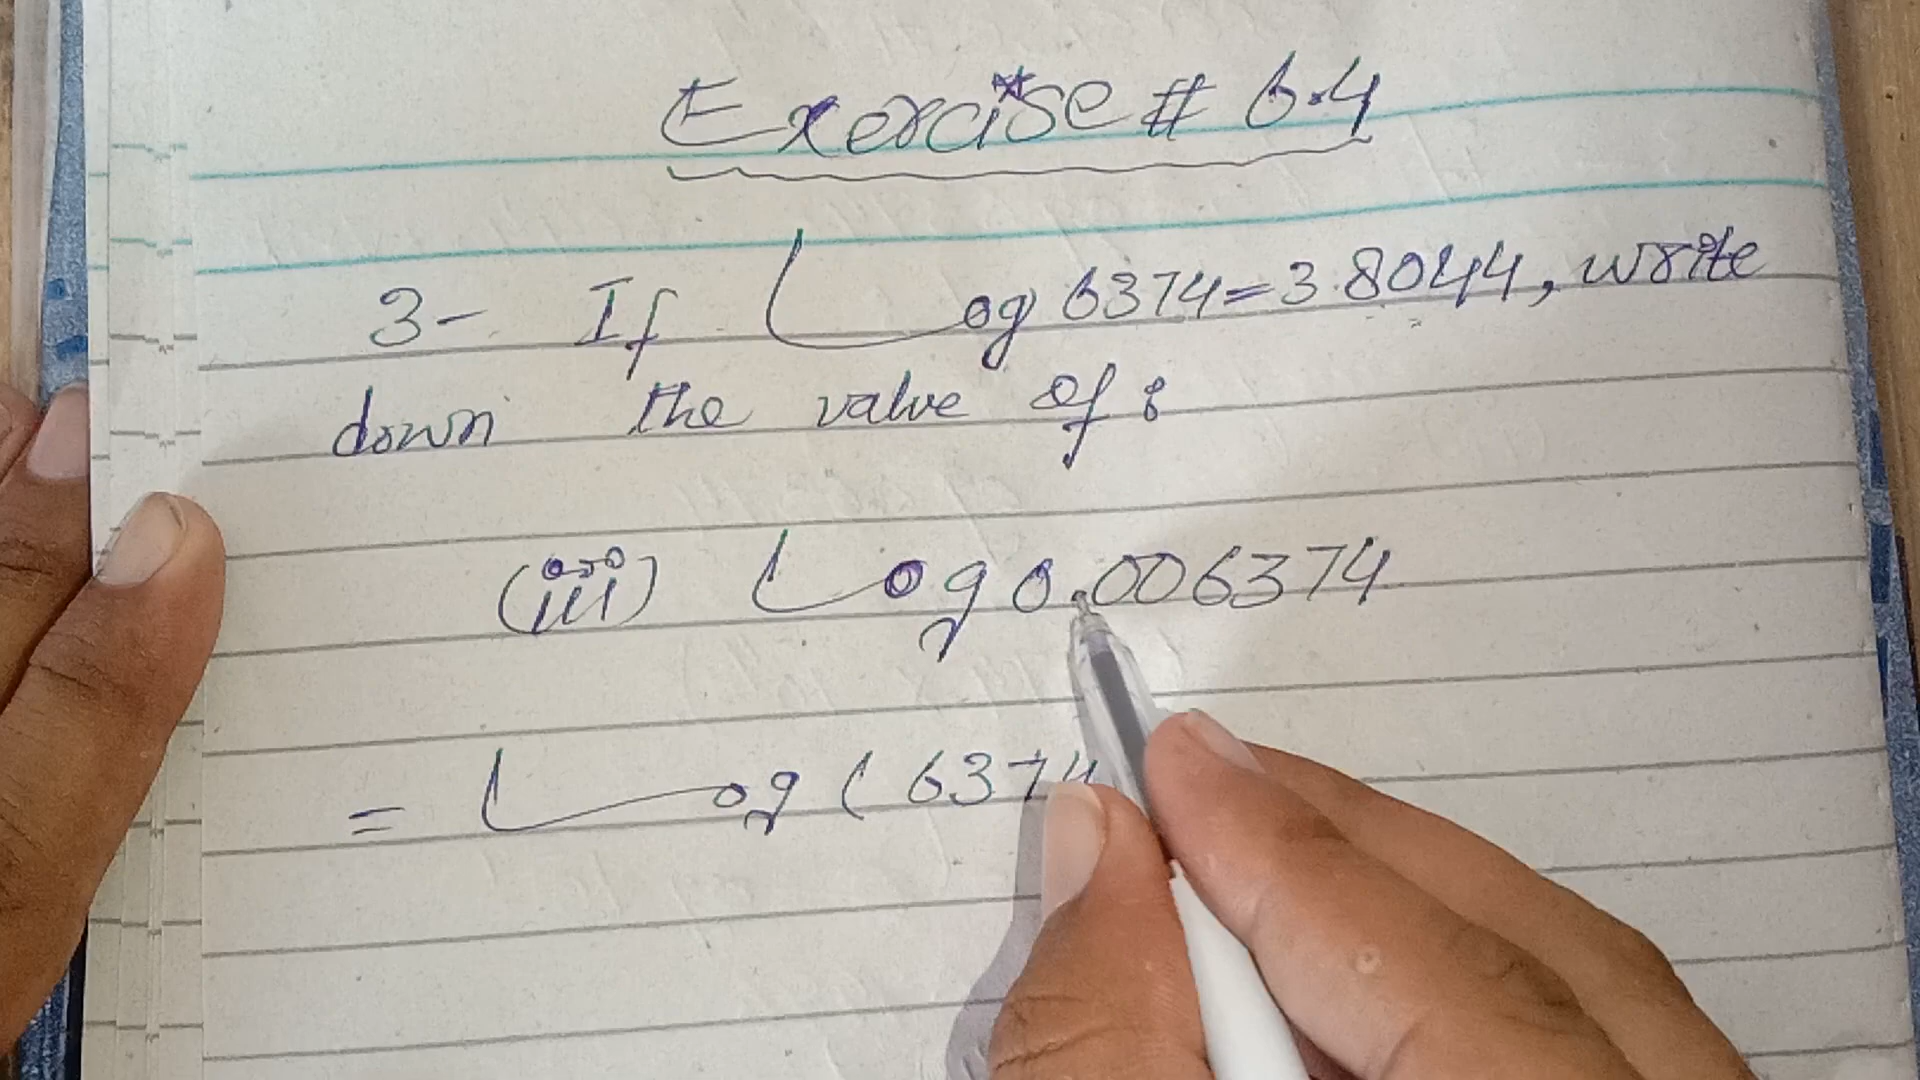 Exercise # 6.4
3- If Log 6374=3.8044, write
down the value of :
(iii) Log 0.006374
= Log ( 6374